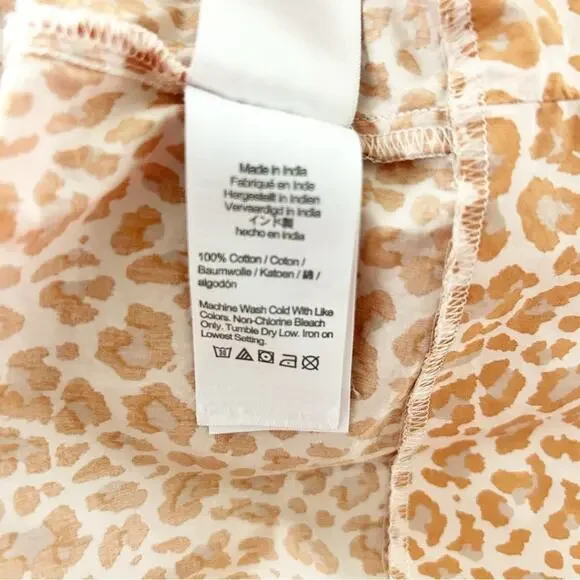 Made in India
Fabriqué en Inde
Hergestellt in Indien
Vervaardigd in India
インド製
hecho en India
100% Cotton / Coton /
Baumwolle / Katoen / 綿 /
algodón
Machine Wash Cold With Like
Colors. Non-Chlorine Bleach
Only. Tumble Dry Low. Iron on
Lowest Setting.